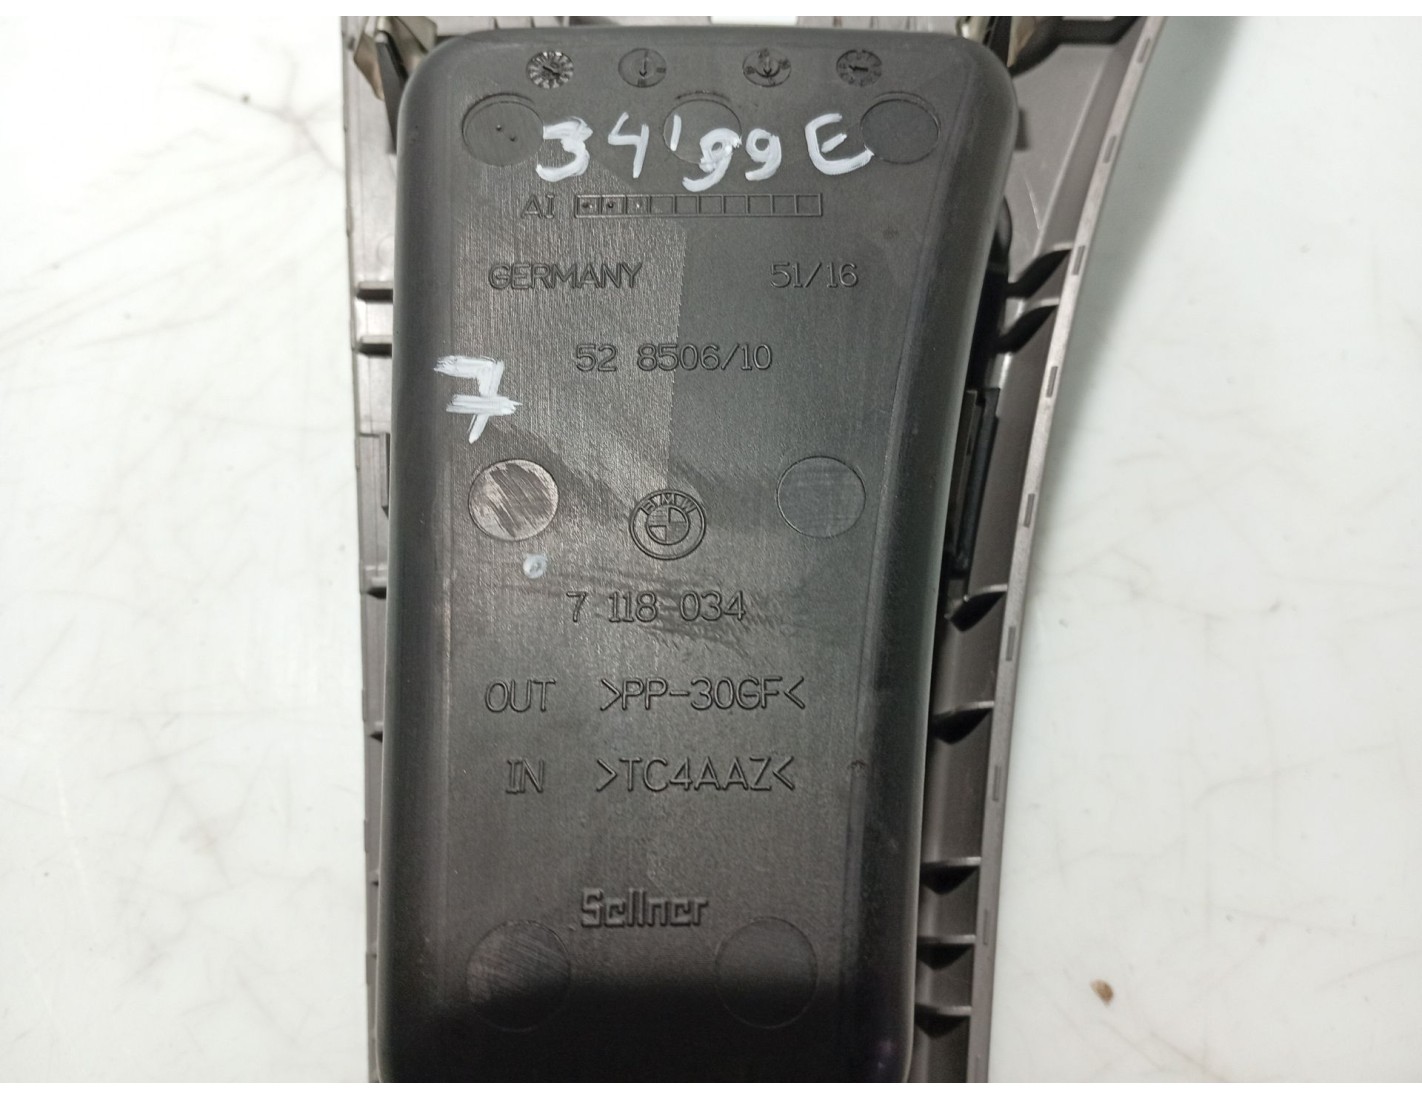 34'99E
AI
GERMANY 51/16
52 8506/10
7
BMW
7 118 034
OUT >PP-30GF<
IN >TC4AAZ<
Sellner